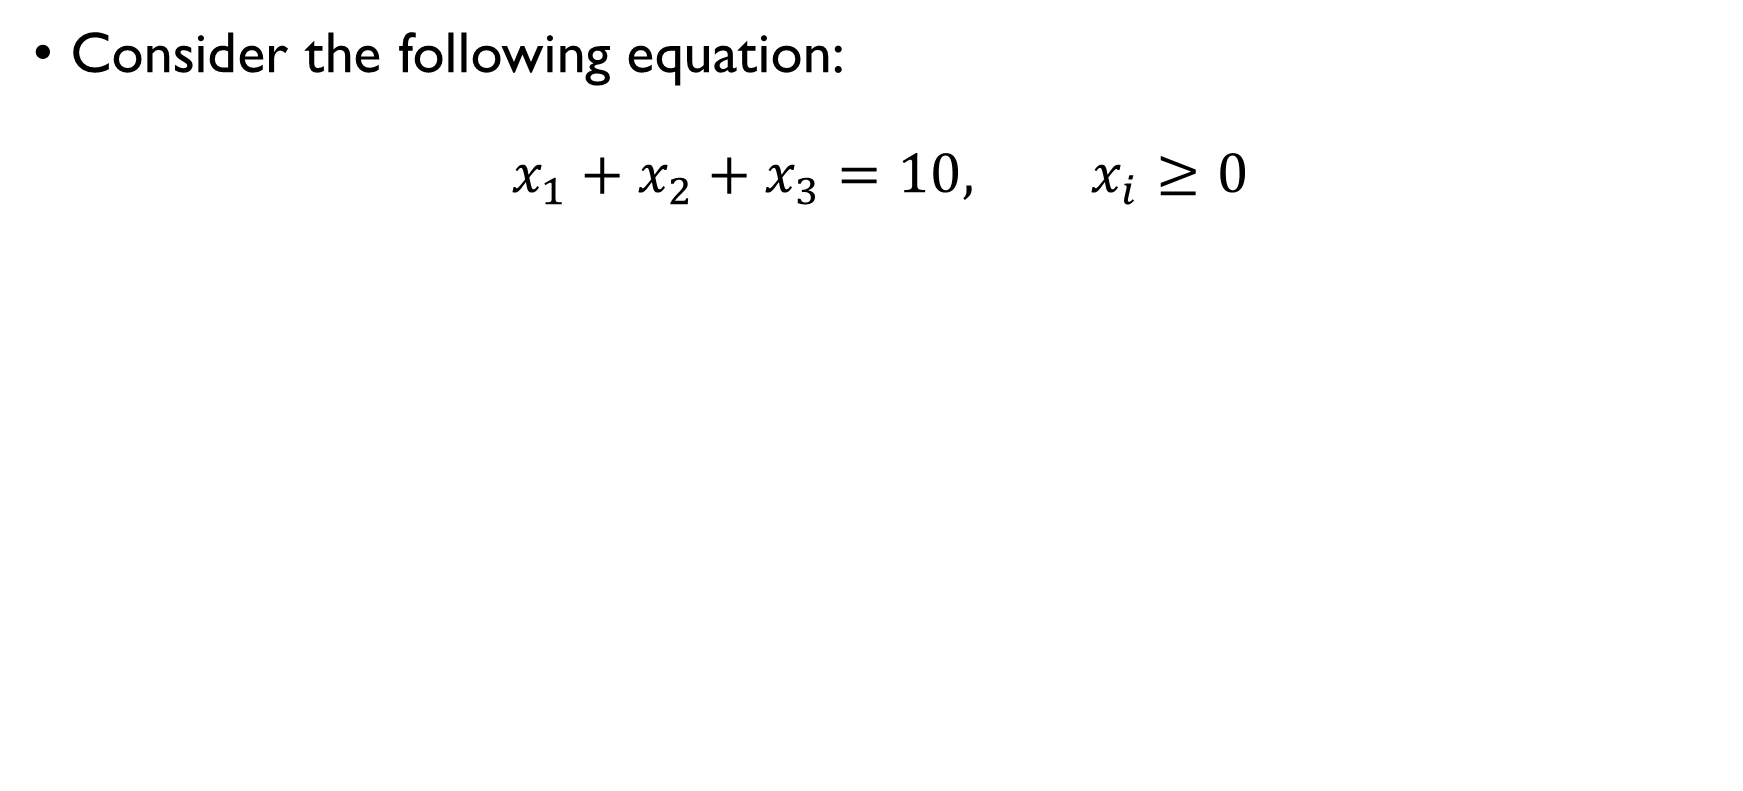 • Consider the following equation:
x₁ + x₂ + x₃ = 10, xᵢ ≥ 0